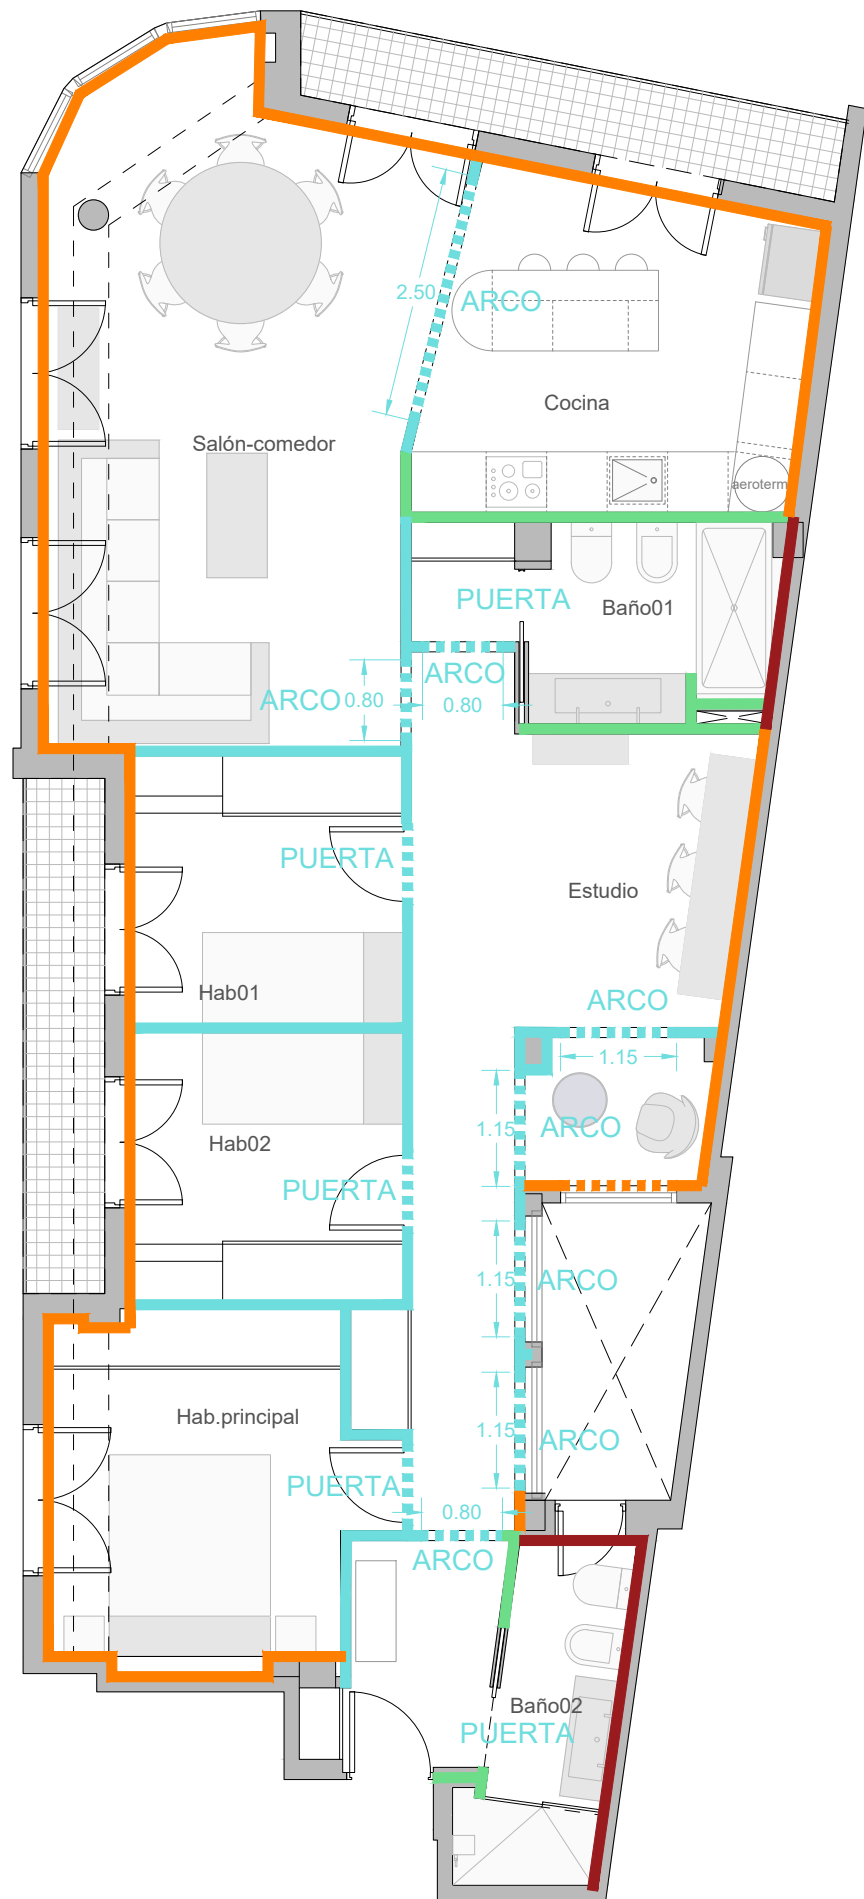 2.50
ARCO
Cocina
Salón-comedor
aeroterm
PUERTA
Baño01
ARCO
ARCO
0.80
0.80
PUERTA
Estudio
Hab01
ARCO
1.15
1.15
ARCO
Hab02
PUERTA
1.15
ARCO
Hab.principal
1.15
ARCO
PUERTA
0.80
ARCO
Baño02
PUERTA